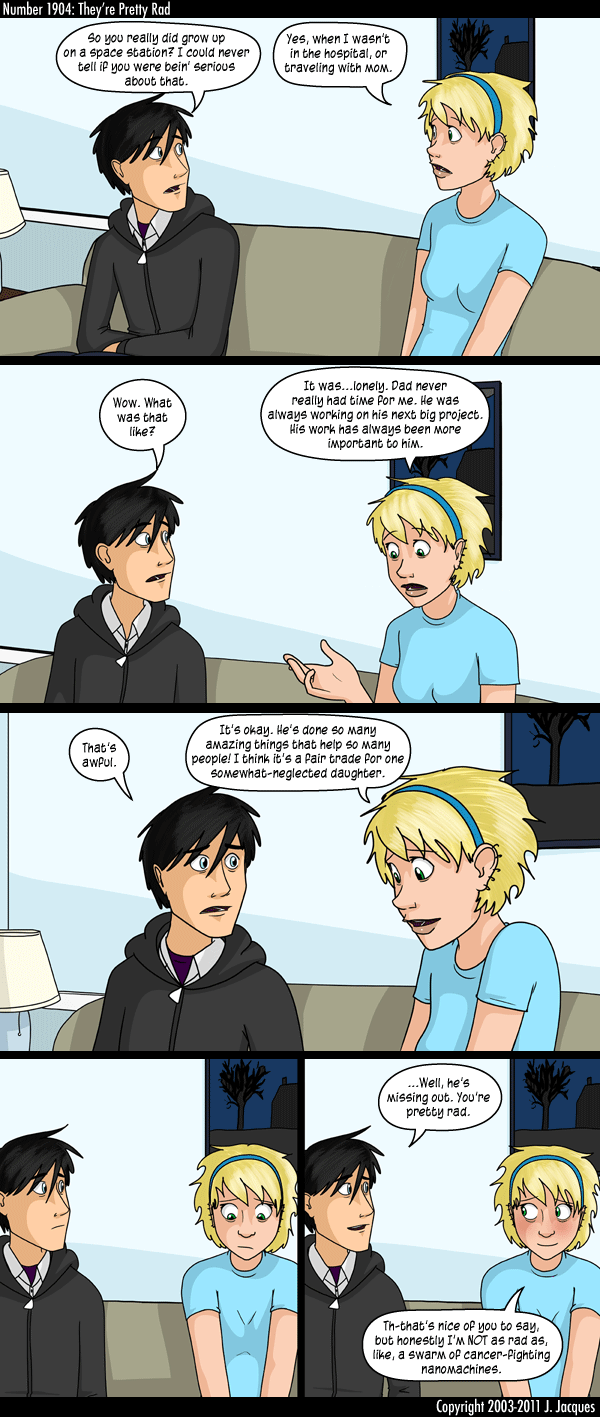 Number 1904: They're Pretty Rad
So you really did grow up
on a space station? I could never
tell if you were bein' serious
about that.
Yes, when I wasn't
in the hospital, or
traveling with mom.
Wow. What
was that
like?
It was...lonely. Dad never
really had time for me. He was
always working on his next big project.
His work has always been more
important to him.
That's
awful.
It's okay. He's done so many
amazing things that help so many
people! I think it's a fair trade for one
somewhat-neglected daughter.
...Well, he's
missing out. You're
pretty rad.
Th-that's nice of you to say,
but honestly I'm NOT as rad as,
like, a swarm of cancer-fighting
nanomachines.
Copyright 2003-2011 J. Jacques